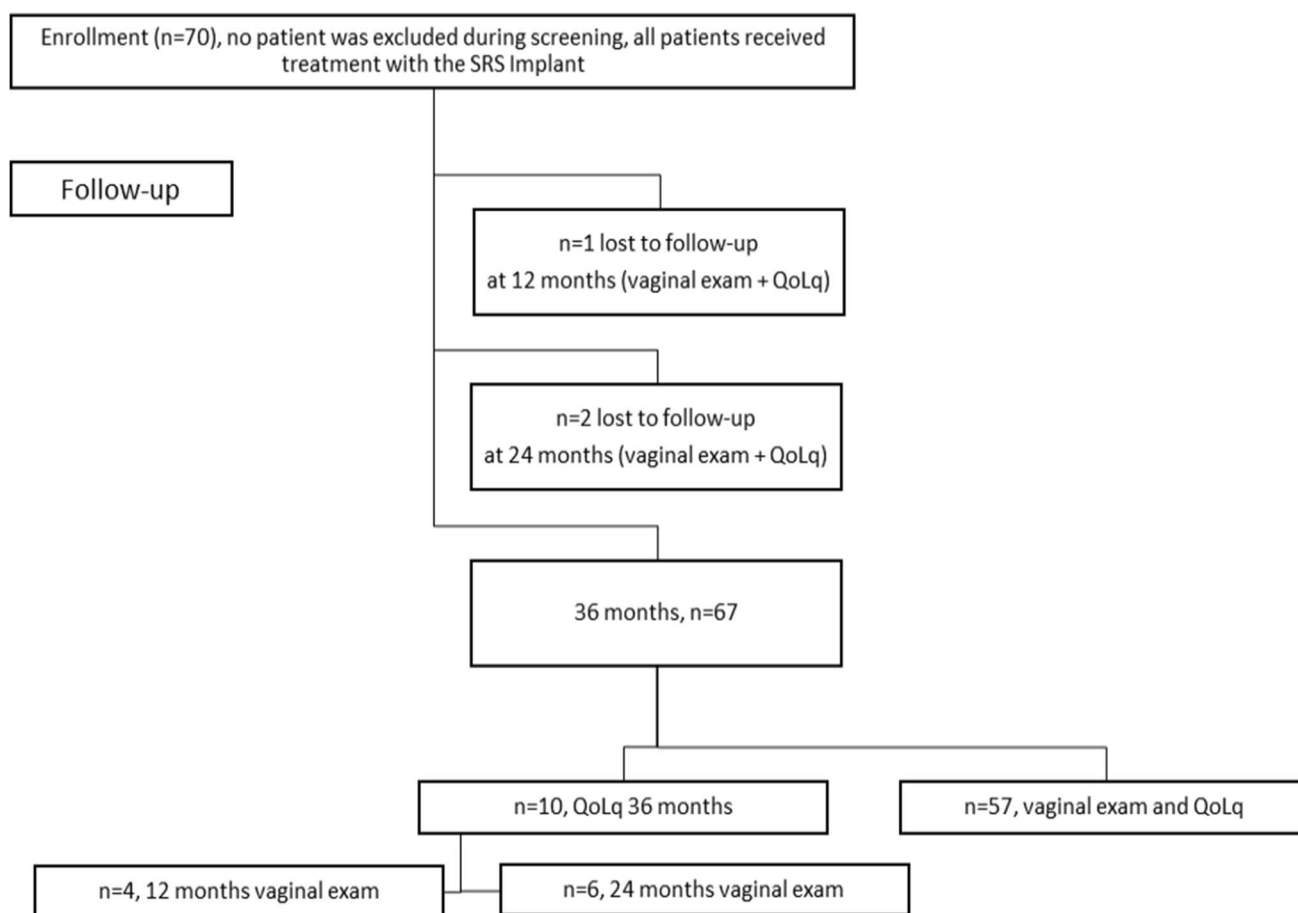 Enrollment (n=70), no patient was excluded during screening, all patients received
treatment with the SRS Implant
Follow-up
n=1 lost to follow-up
at 12 months (vaginal exam + QoLq)
n=2 lost to follow-up
at 24 months (vaginal exam + QoLq)
36 months, n=67
n=10, QoLq 36 months
n=57, vaginal exam and QoLq
n=4, 12 months vaginal exam
n=6, 24 months vaginal exam